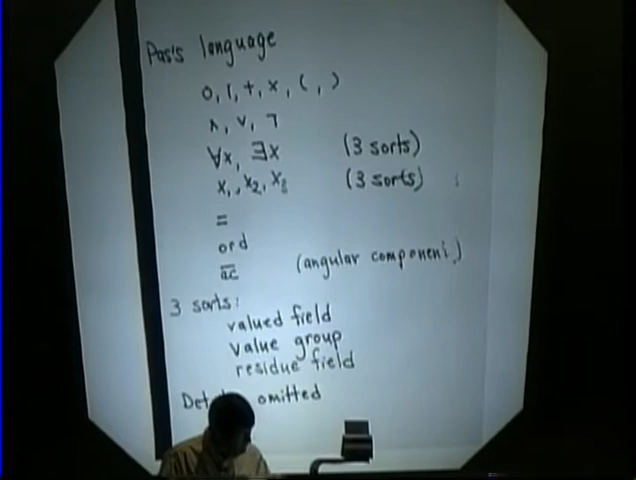 Pas's language
0, 1, +, ×, (, )
∧, ∨, ¬
∀x, ∃x (3 sorts)
x₁, x₂, x₃ (3 sorts)
=
ord
ac̅ (angular component)
3 sorts:
valued field
value group
residue field
omitted